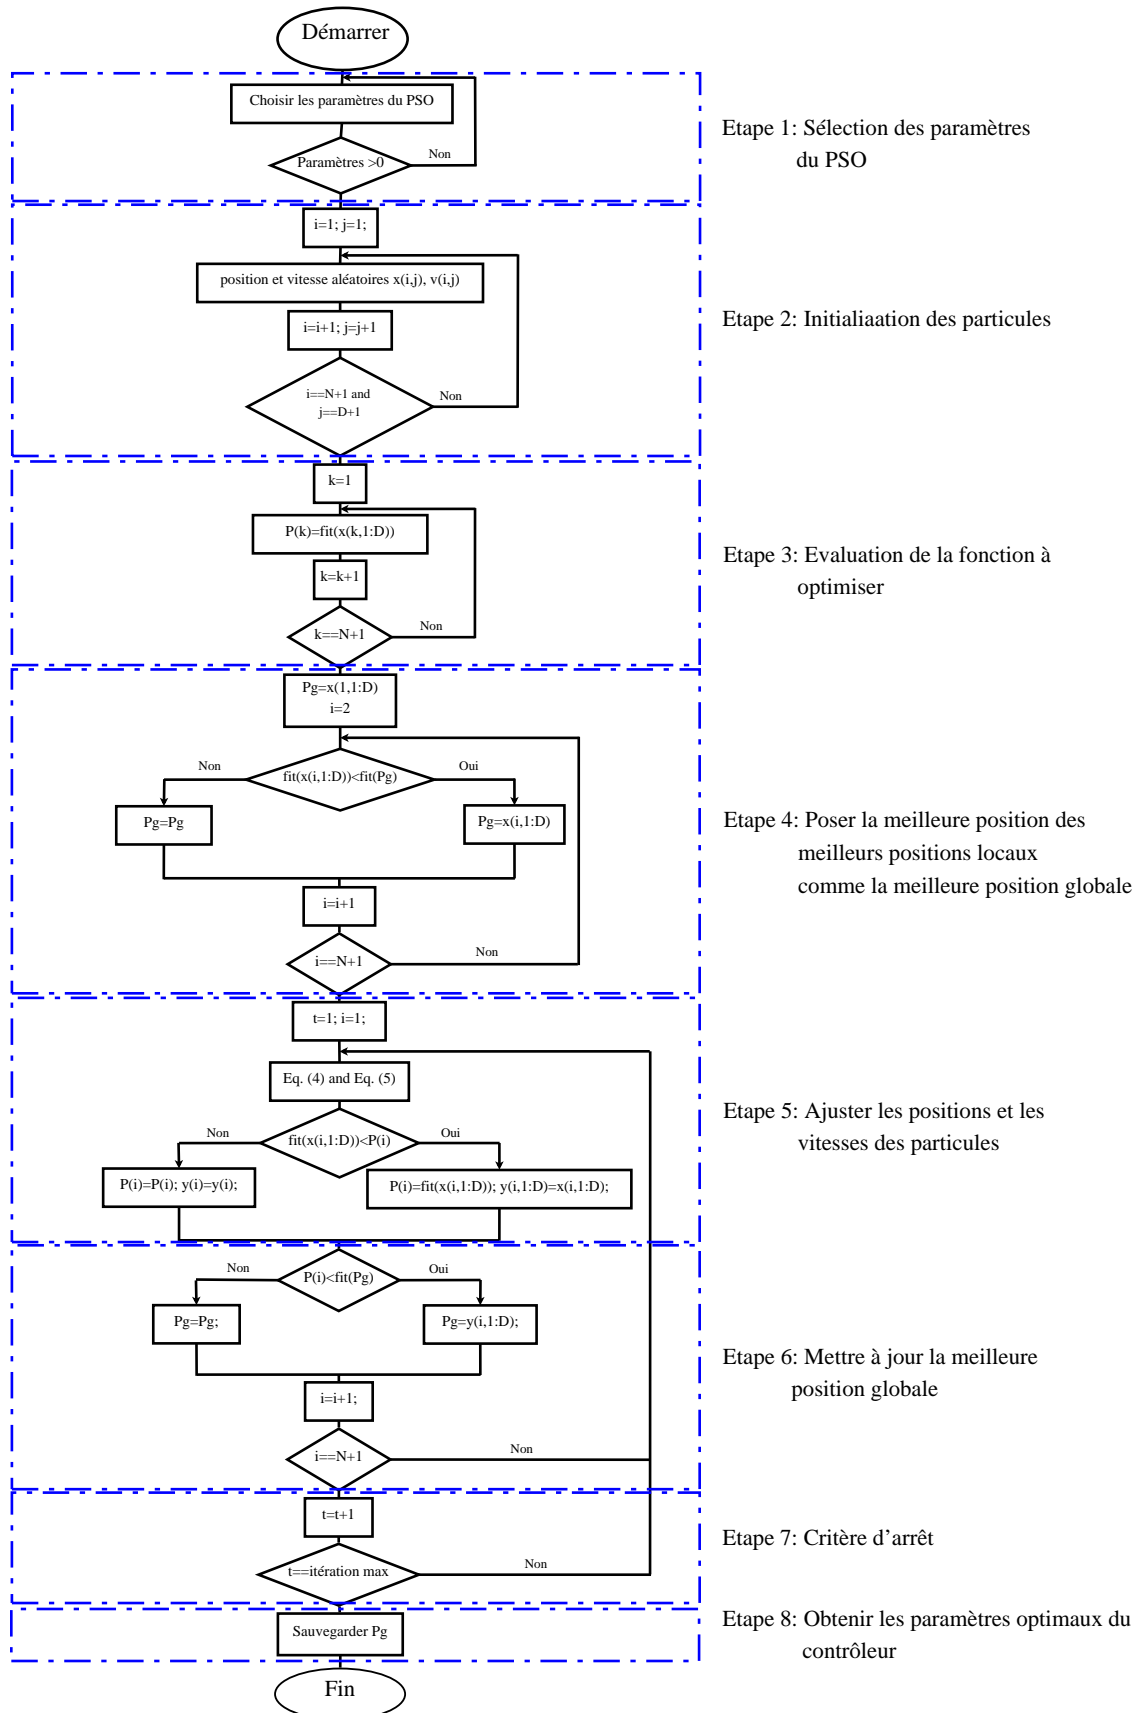 Démarrer
Choisir les paramètres du PSO
Paramètres >0
Non
Etape 1: Sélection des paramètres
du PSO
i=1; j=1;
position et vitesse aléatoires x(i,j), v(i,j)
i=i+1; j=j+1
i==N+1 and
j==D+1
Non
Etape 2: Initialiaation des particules
k=1
P(k)=fit(x(k,1:D))
k=k+1
k==N+1
Non
Etape 3: Evaluation de la fonction à
optimiser
Pg=x(1,1:D)
i=2
Non
fit(x(i,1:D))<fit(Pg)
Oui
Pg=Pg
Pg=x(i,1:D)
i=i+1
i==N+1
Non
Etape 4: Poser la meilleure position des
meilleurs positions locaux
comme la meilleure position globale
t=1; i=1;
Eq. (4) and Eq. (5)
Non
fit(x(i,1:D))<P(i)
Oui
P(i)=P(i); y(i)=y(i);
P(i)=fit(x(i,1:D)); y(i,1:D)=x(i,1:D);
Etape 5: Ajuster les positions et les
vitesses des particules
Non
P(i)<fit(Pg)
Oui
Pg=Pg;
Pg=y(i,1:D);
i=i+1;
i==N+1
Non
Etape 6: Mettre à jour la meilleure
position globale
t=t+1
t==itération max
Non
Etape 7: Critère d’arrêt
Sauvegarder Pg
Etape 8: Obtenir les paramètres optimaux du
contrôleur
Fin